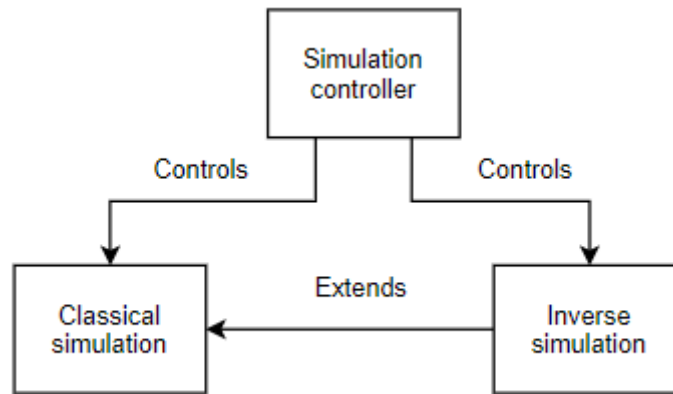 Simulation
controller
Controls
Controls
Extends
Classical
simulation
Inverse
simulation